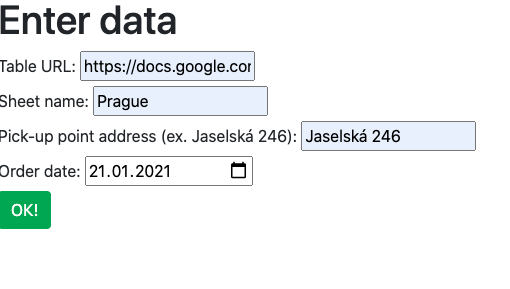 Enter data
Table URL: https://docs.google.cor
Sheet name: Prague
Pick-up point address (ex. Jaselská 246): Jaselská 246
Order date: 21.01.2021
OK!